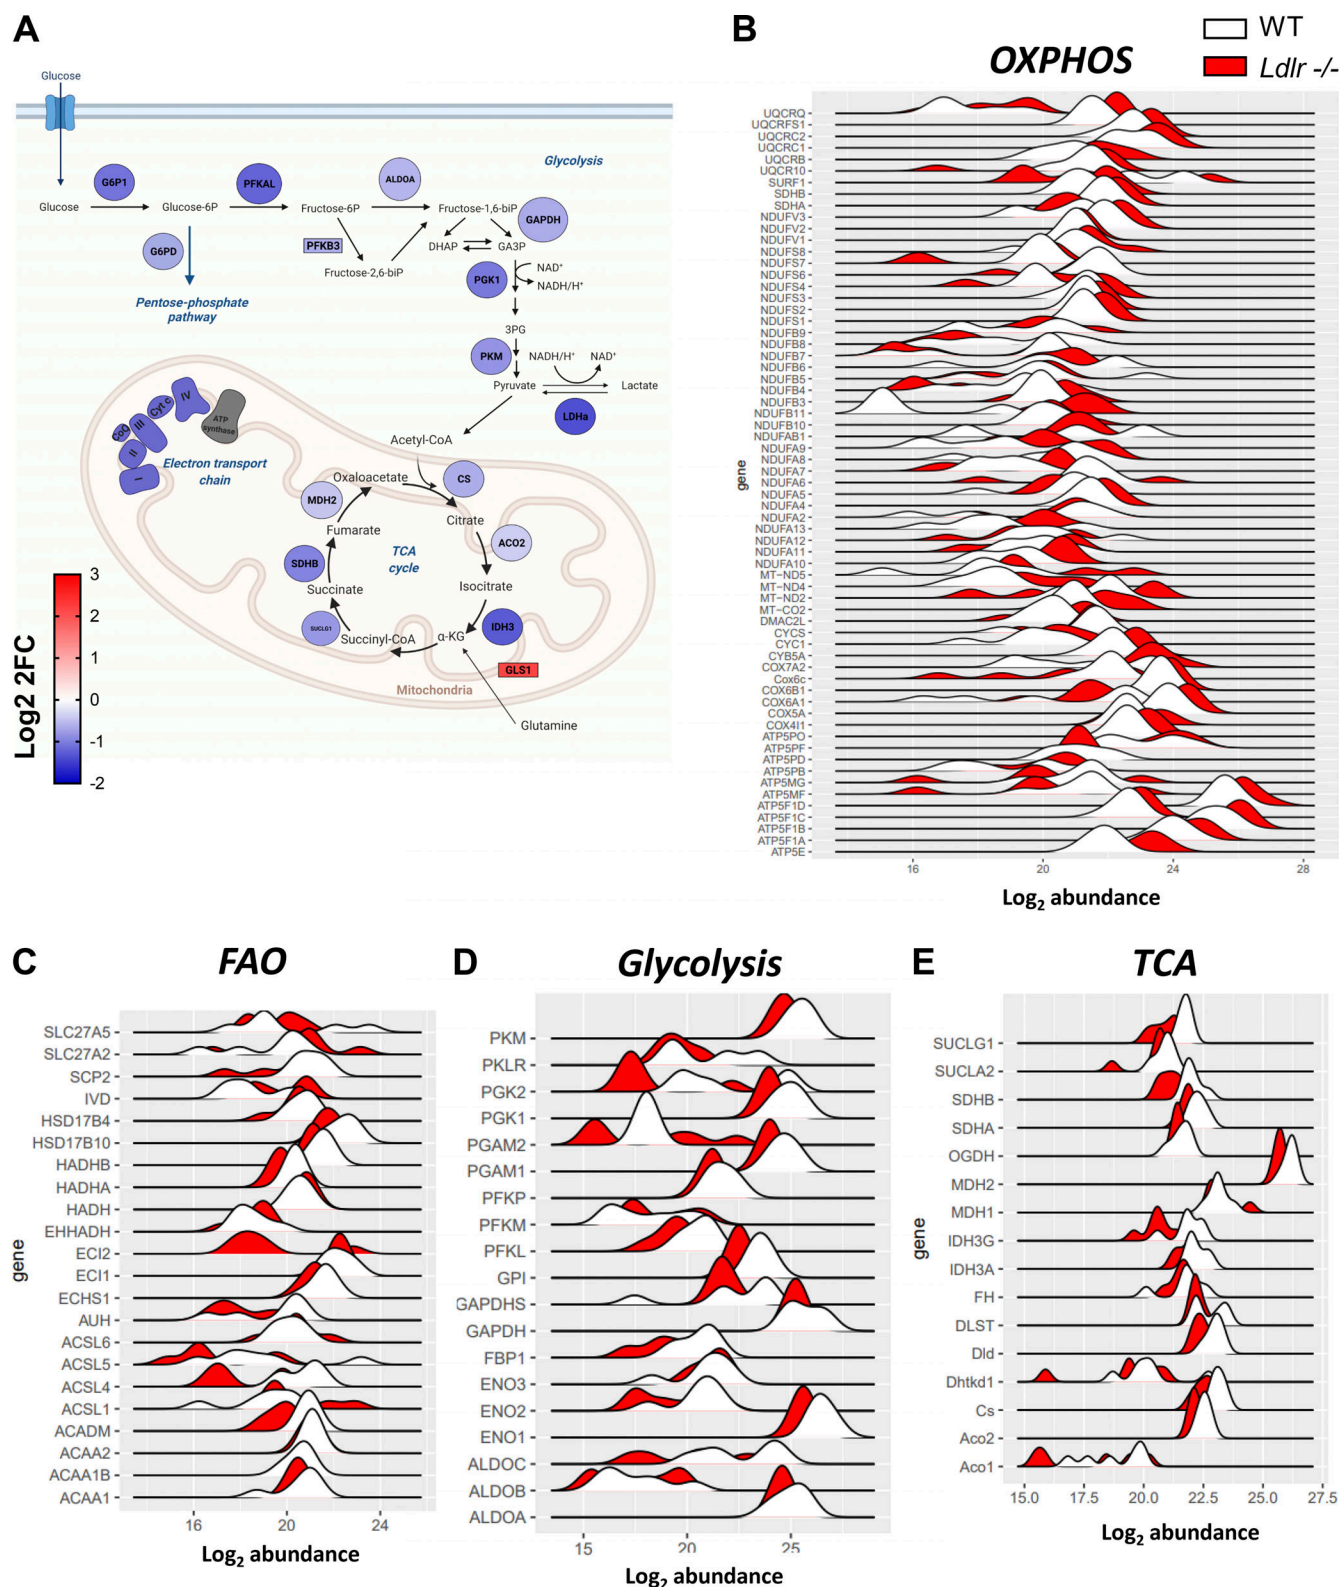 A
Glucose
Glycolysis
G6P1
PFKAL
ALDOA
GAPDH
Glucose
Glucose-6P
Fructose-6P
Fructose-1,6-biP
G6PD
PFKB3
DHAP
GA3P
Fructose-2,6-biP
PGK1
NAD⁺
NADH/H⁺
Pentose-phosphate
pathway
3PG
PKM
NADH/H⁺
NAD⁺
Pyruvate
Lactate
LDHa
Acetyl-CoA
IV
Cyt.c
III
CoQ
II
I
ATP
synthase
Electron transport
chain
Oxaloacetate
CS
MDH2
Citrate
Fumarate
ACO2
TCA
cycle
SDHB
Isocitrate
Succinate
SUCLG1
Succinyl-CoA
α-KG
IDH3
GLS1
Mitochondria
Glutamine
Log2 2FC
3
2
1
0
-1
-2
B
WT
Ldlr -/-
OXPHOS
gene
UQCRQ
UQCRFS1
UQCRC2
UQCRC1
UQCRB
UQCR10
SURF1
SDHB
SDHA
NDUFV3
NDUFV2
NDUFV1
NDUFS8
NDUFS7
NDUFS6
NDUFS4
NDUFS3
NDUFS2
NDUFS1
NDUFB9
NDUFB8
NDUFB7
NDUFB6
NDUFB5
NDUFB4
NDUFB3
NDUFB11
NDUFB10
NDUFAB1
NDUFA9
NDUFA8
NDUFA7
NDUFA6
NDUFA5
NDUFA4
NDUFA2
NDUFA13
NDUFA12
NDUFA11
NDUFA10
MT−ND5
MT−ND4
MT−ND2
MT−CO2
DMAC2L
CYCS
CYC1
CYB5A
COX7A2
Cox6c
COX6B1
COX6A1
COX5A
COX4I1
ATP5PO
ATP5PF
ATP5PD
ATP5PB
ATP5MG
ATP5MF
ATP5F1D
ATP5F1C
ATP5F1B
ATP5F1A
ATP5E
16 20 24 28
Log₂ abundance
C
FAO
gene
SLC27A5
SLC27A2
SCP2
IVD
HSD17B4
HSD17B10
HADHB
HADHA
HADH
EHHADH
ECI2
ECI1
ECHS1
AUH
ACSL6
ACSL5
ACSL4
ACSL1
ACADM
ACAA2
ACAA1B
ACAA1
16 20 24
Log₂ abundance
D
Glycolysis
PKM
PKLR
PGK2
PGK1
PGAM2
PGAM1
PFKP
PFKM
PFKL
GPI
GAPDHS
GAPDH
FBP1
ENO3
ENO2
ENO1
ALDOC
ALDOB
ALDOA
15 20 25
Log₂ abundance
E
TCA
gene
SUCLG1
SUCLA2
SDHB
SDHA
OGDH
MDH2
MDH1
IDH3G
IDH3A
FH
DLST
Dld
Dhtkd1
Cs
Aco2
Aco1
15.0 17.5 20.0 22.5 25.0 27.5
Log₂ abundance